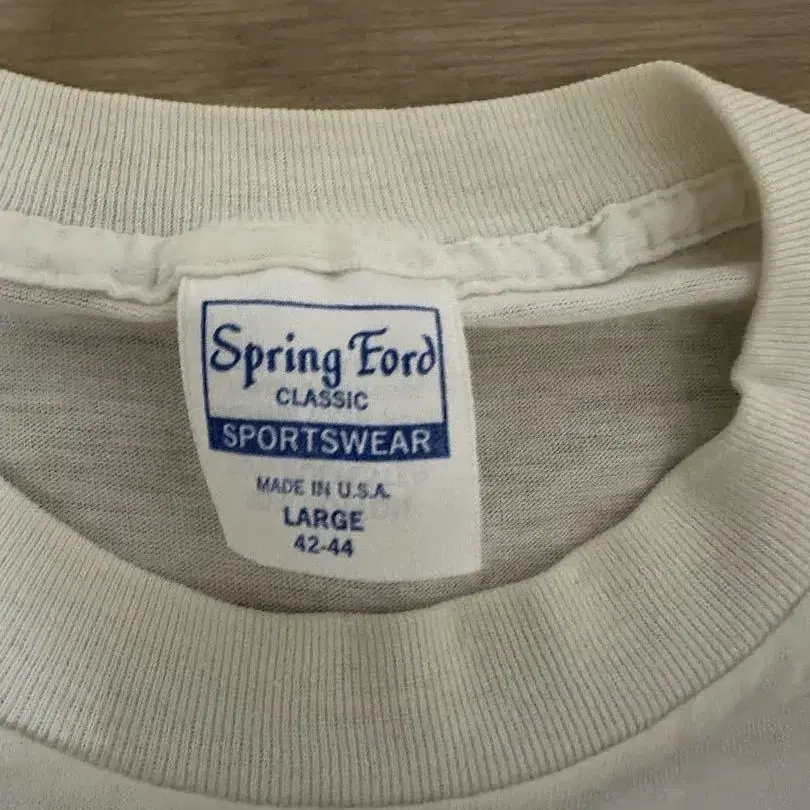 Spring Ford
CLASSIC
SPORTSWEAR
MADE IN U.S.A.
LARGE
42-44